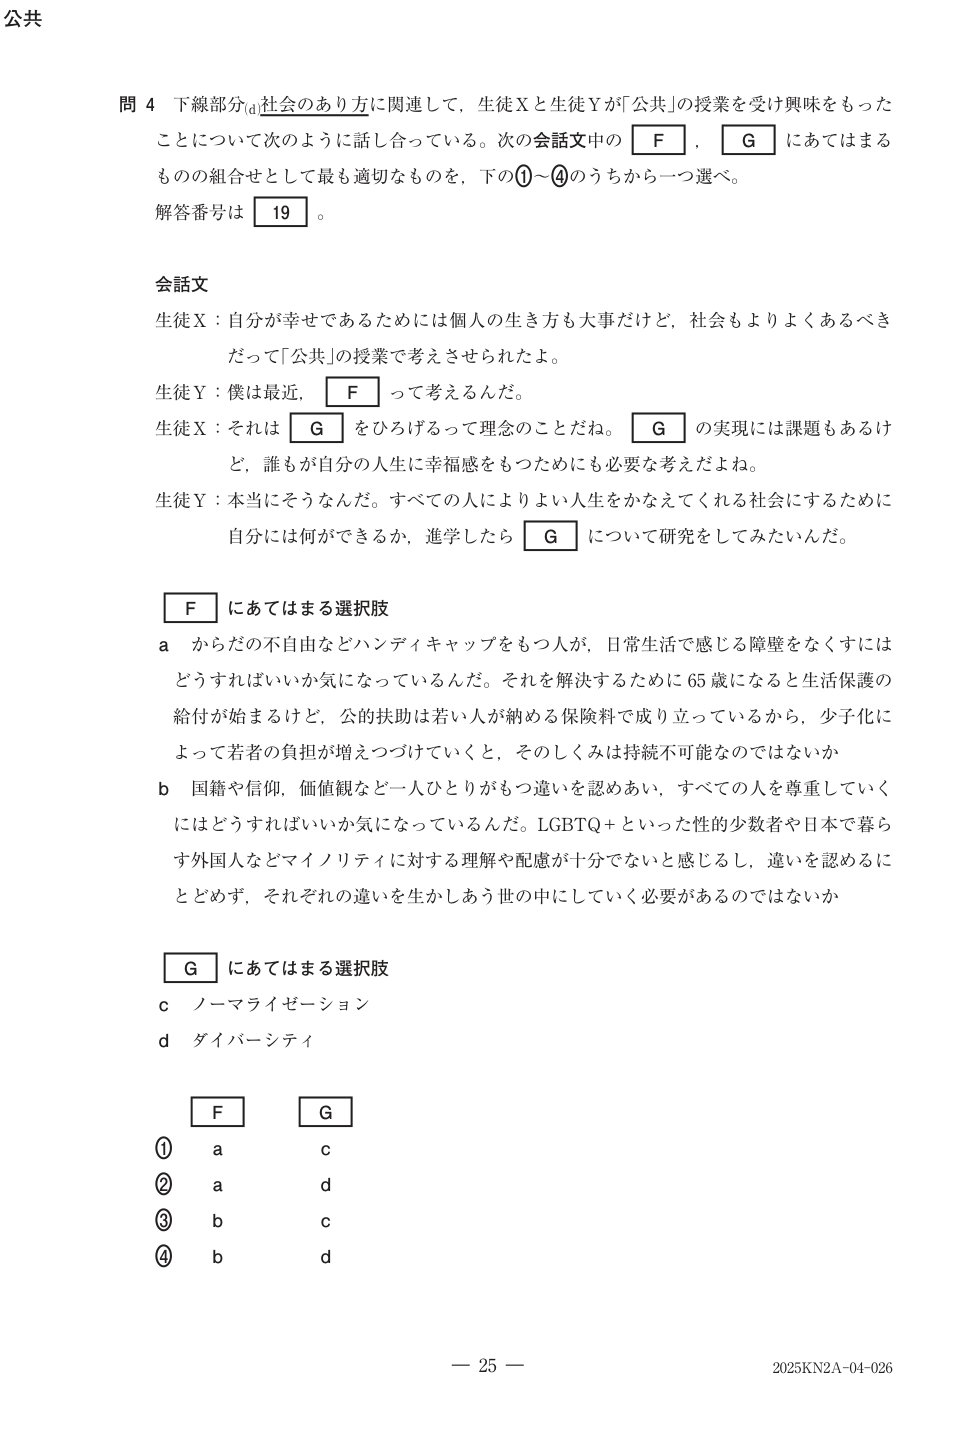 公共
問 4 下線部分(d)社会のあり方に関連して，生徒Xと生徒Yが「公共」の授業を受け興味をもった
ことについて次のように話し合っている。次の会話文中の F ， G にあてはまる
ものの組合せとして最も適切なものを，下の①～④のうちから一つ選べ。
解答番号は 19 。
会話文
生徒X：自分が幸せであるためには個人の生き方も大事だけど，社会もよりよくあるべき
だって「公共」の授業で考えさせられたよ。
生徒Y：僕は最近， F って考えるんだ。
生徒X：それは G をひろげるって理念のことだね。 G の実現には課題もあるけ
ど，誰もが自分の人生に幸福感をもつためにも必要な考えだよね。
生徒Y：本当にそうなんだ。すべての人によりよい人生をかなえてくれる社会にするために
自分には何ができるか，進学したら G について研究をしてみたいんだ。
F にあてはまる選択肢
a からだの不自由などハンディキャップをもつ人が，日常生活で感じる障壁をなくすには
どうすればいいか気になっているんだ。それを解決するために 65 歳になると生活保護の
給付が始まるけど，公的扶助は若い人が納める保険料で成り立っているから，少子化に
よって若者の負担が増えつづけていくと，そのしくみは持続不可能なのではないか
b 国籍や信仰，価値観など一人ひとりがもつ違いを認めあい，すべての人を尊重していく
にはどうすればいいか気になっているんだ。LGBTQ＋といった性的少数者や日本で暮ら
す外国人などマイノリティに対する理解や配慮が十分でないと感じるし，違いを認めるに
とどめず，それぞれの違いを生かしあう世の中にしていく必要があるのではないか
G にあてはまる選択肢
c ノーマライゼーション
d ダイバーシティ
F G
① a c
② a d
③ b c
④ b d
― 25 ―
2025KN2A-04-026